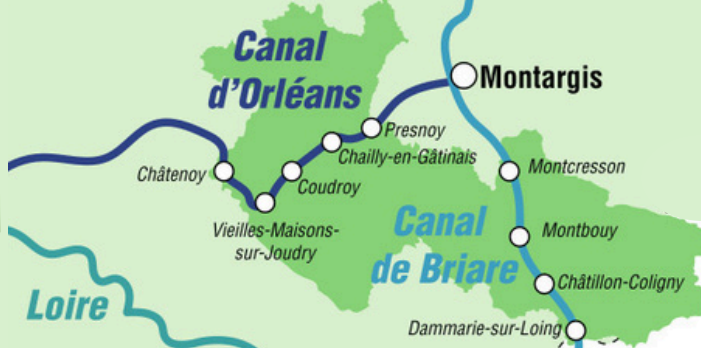 Canal
d'Orléans
Montargis
Presnoy
Chailly-en-Gâtinais
Châtenoy
Coudroy
Montcresson
Vieilles-Maisons-
sur-Joudry
Canal
de Briare
Montbouy
Châtillon-Coligny
Loire
Dammarie-sur-Loing